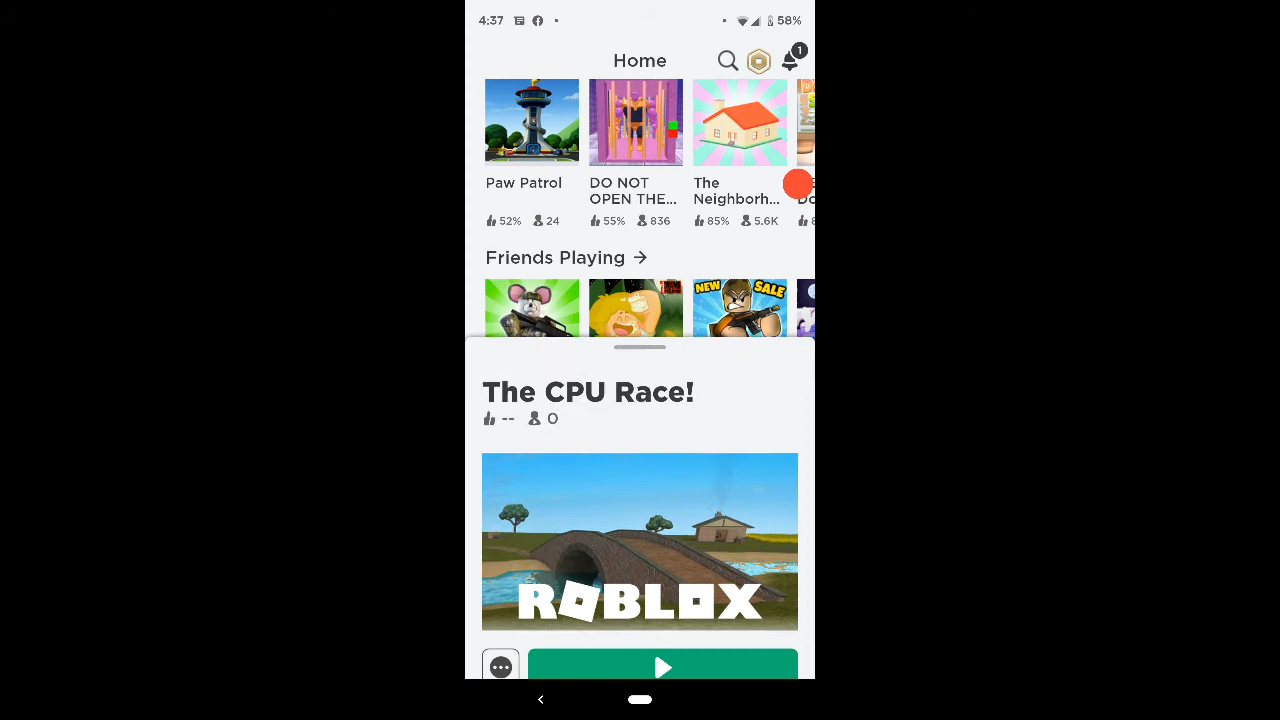 4:37
58%
Home
1
Paw Patrol
DO NOT
OPEN THE...
The
Neighborh...
52% 24
55% 836
85% 5.6K
Friends Playing →
NEW SALE
The CPU Race!
-- 0
ROBLOX